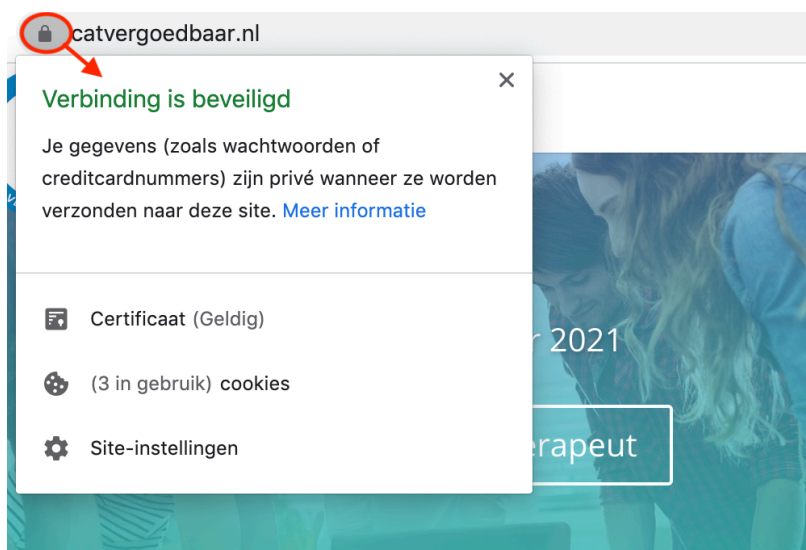 catvergoedbaar.nl
Verbinding is beveiligd
Je gegevens (zoals wachtwoorden of
creditcardnummers) zijn privé wanneer ze worden
verzonden naar deze site. Meer informatie
Certificaat (Geldig)
2021
(3 in gebruik) cookies
Site-instellingen